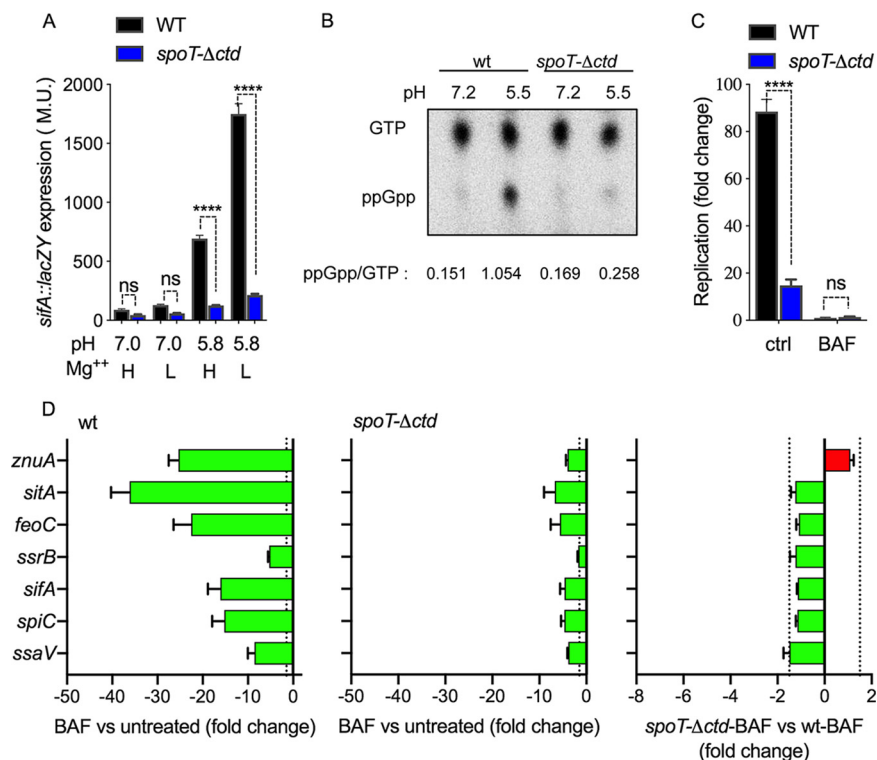 A
WT
spoT-Δctd
sifA::lacZY expression ( M.U.)
2000
1500
1000
500
0
ns
ns
****
****
pH 7.0 7.0 5.8 5.8
Mg++ H L H L
B
wt spoT-Δctd
pH 7.2 5.5 7.2 5.5
GTP
ppGpp
ppGpp/GTP : 0.151 1.054 0.169 0.258
C
WT
spoT-Δctd
Replication (fold change)
100
80
60
40
20
0
****
ns
ctrl BAF
D
wt
spoT-Δctd
znuA
sitA
feoC
ssrB
sifA
spiC
ssaV
-50 -40 -30 -20 -10 0
BAF vs untreated (fold change)
-50 -40 -30 -20 -10 0
BAF vs untreated (fold change)
-8 -6 -4 -2 0 2
spoT-Δctd-BAF vs wt-BAF
(fold change)